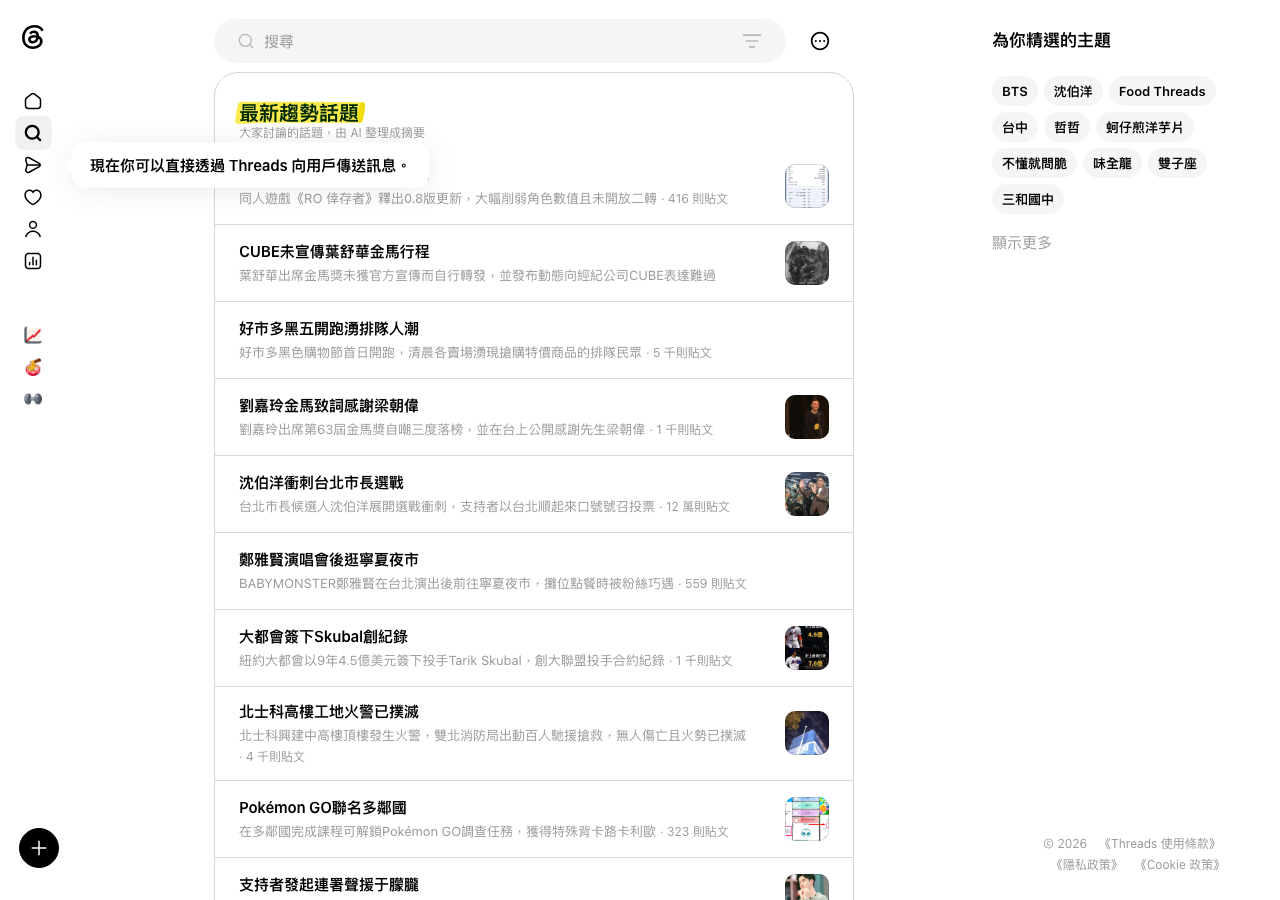 搜尋
最新趨勢話題
大家討論的話題，由 AI 整理成摘要
現在你可以直接透過 Threads 向用戶傳送訊息。
同人遊戲《RO 倖存者》釋出0.8版更新，大幅削弱角色數值且未開放二轉 · 416 則貼文
CUBE未宣傳葉舒華金馬行程
葉舒華出席金馬獎未獲官方宣傳而自行轉發，並發布動態向經紀公司CUBE表達難過
好市多黑五開跑湧排隊人潮
好市多黑色購物節首日開跑，清晨各賣場湧現搶購特價商品的排隊民眾 · 5 千則貼文
劉嘉玲金馬致詞感謝梁朝偉
劉嘉玲出席第63屆金馬獎自嘲三度落榜，並在台上公開感謝先生梁朝偉 · 1 千則貼文
沈伯洋衝刺台北市長選戰
台北市長候選人沈伯洋展開選戰衝刺，支持者以台北順起來口號號召投票 · 12 萬則貼文
鄭雅賢演唱會後逛寧夏夜市
BABYMONSTER鄭雅賢在台北演出後前往寧夏夜市，攤位點餐時被粉絲巧遇 · 559 則貼文
大都會簽下Skubal創紀錄
紐約大都會以9年4.5億美元簽下投手Tarik Skubal，創大聯盟投手合約紀錄 · 1 千則貼文
北士科高樓工地火警已撲滅
北士科興建中高樓頂樓發生火警，雙北消防局出動百人馳援搶救，無人傷亡且火勢已撲滅
· 4 千則貼文
Pokémon GO聯名多鄰國
在多鄰國完成課程可解鎖Pokémon GO調查任務，獲得特殊背卡路卡利歐 · 323 則貼文
支持者發起連署聲援于朦朧
為你精選的主題
BTS 沈伯洋 Food Threads
台中 哲哲 蚵仔煎洋芋片
不懂就問脆 味全龍 雙子座
三和國中
顯示更多
© 2026 《Threads 使用條款》
《隱私政策》 《Cookie 政策》